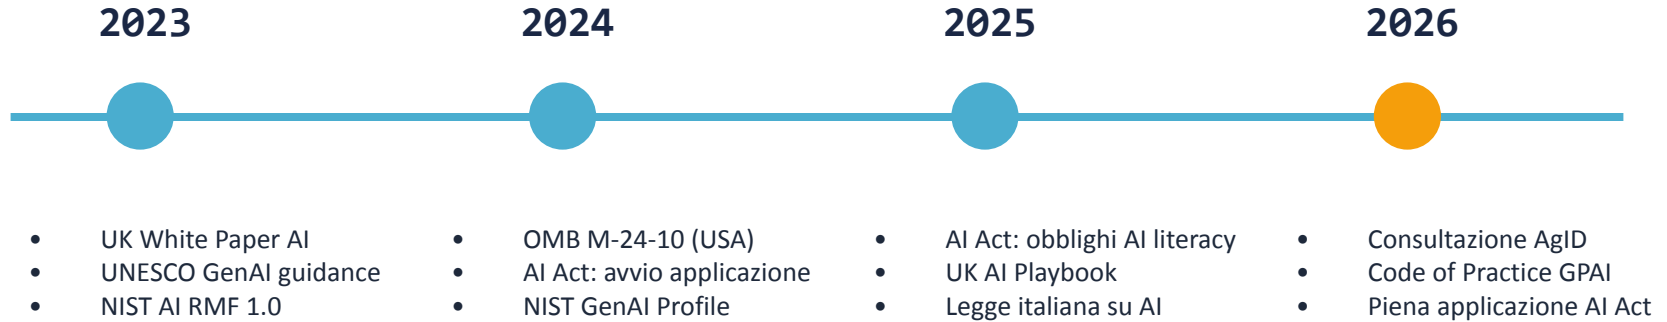 2023
2024
2025
2026
• UK White Paper AI
• UNESCO GenAI guidance
• NIST AI RMF 1.0
• OMB M-24-10 (USA)
• AI Act: avvio applicazione
• NIST GenAI Profile
• AI Act: obblighi AI literacy
• UK AI Playbook
• Legge italiana su AI
• Consultazione AgID
• Code of Practice GPAI
• Piena applicazione AI Act